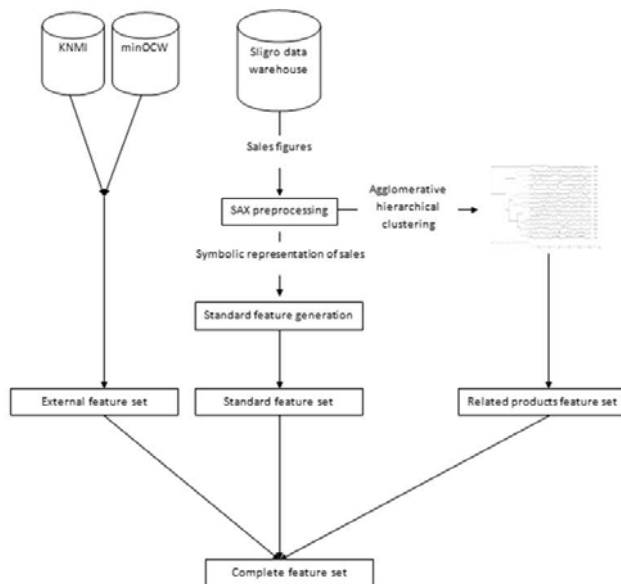 KNMI
minOCW
Sligro data
warehouse
Sales figures
SAX preprocessing
Agglomerative
hierarchical
clustering
Symbolic representation of sales
Standard feature generation
External feature set
Standard feature set
Related products feature set
Complete feature set